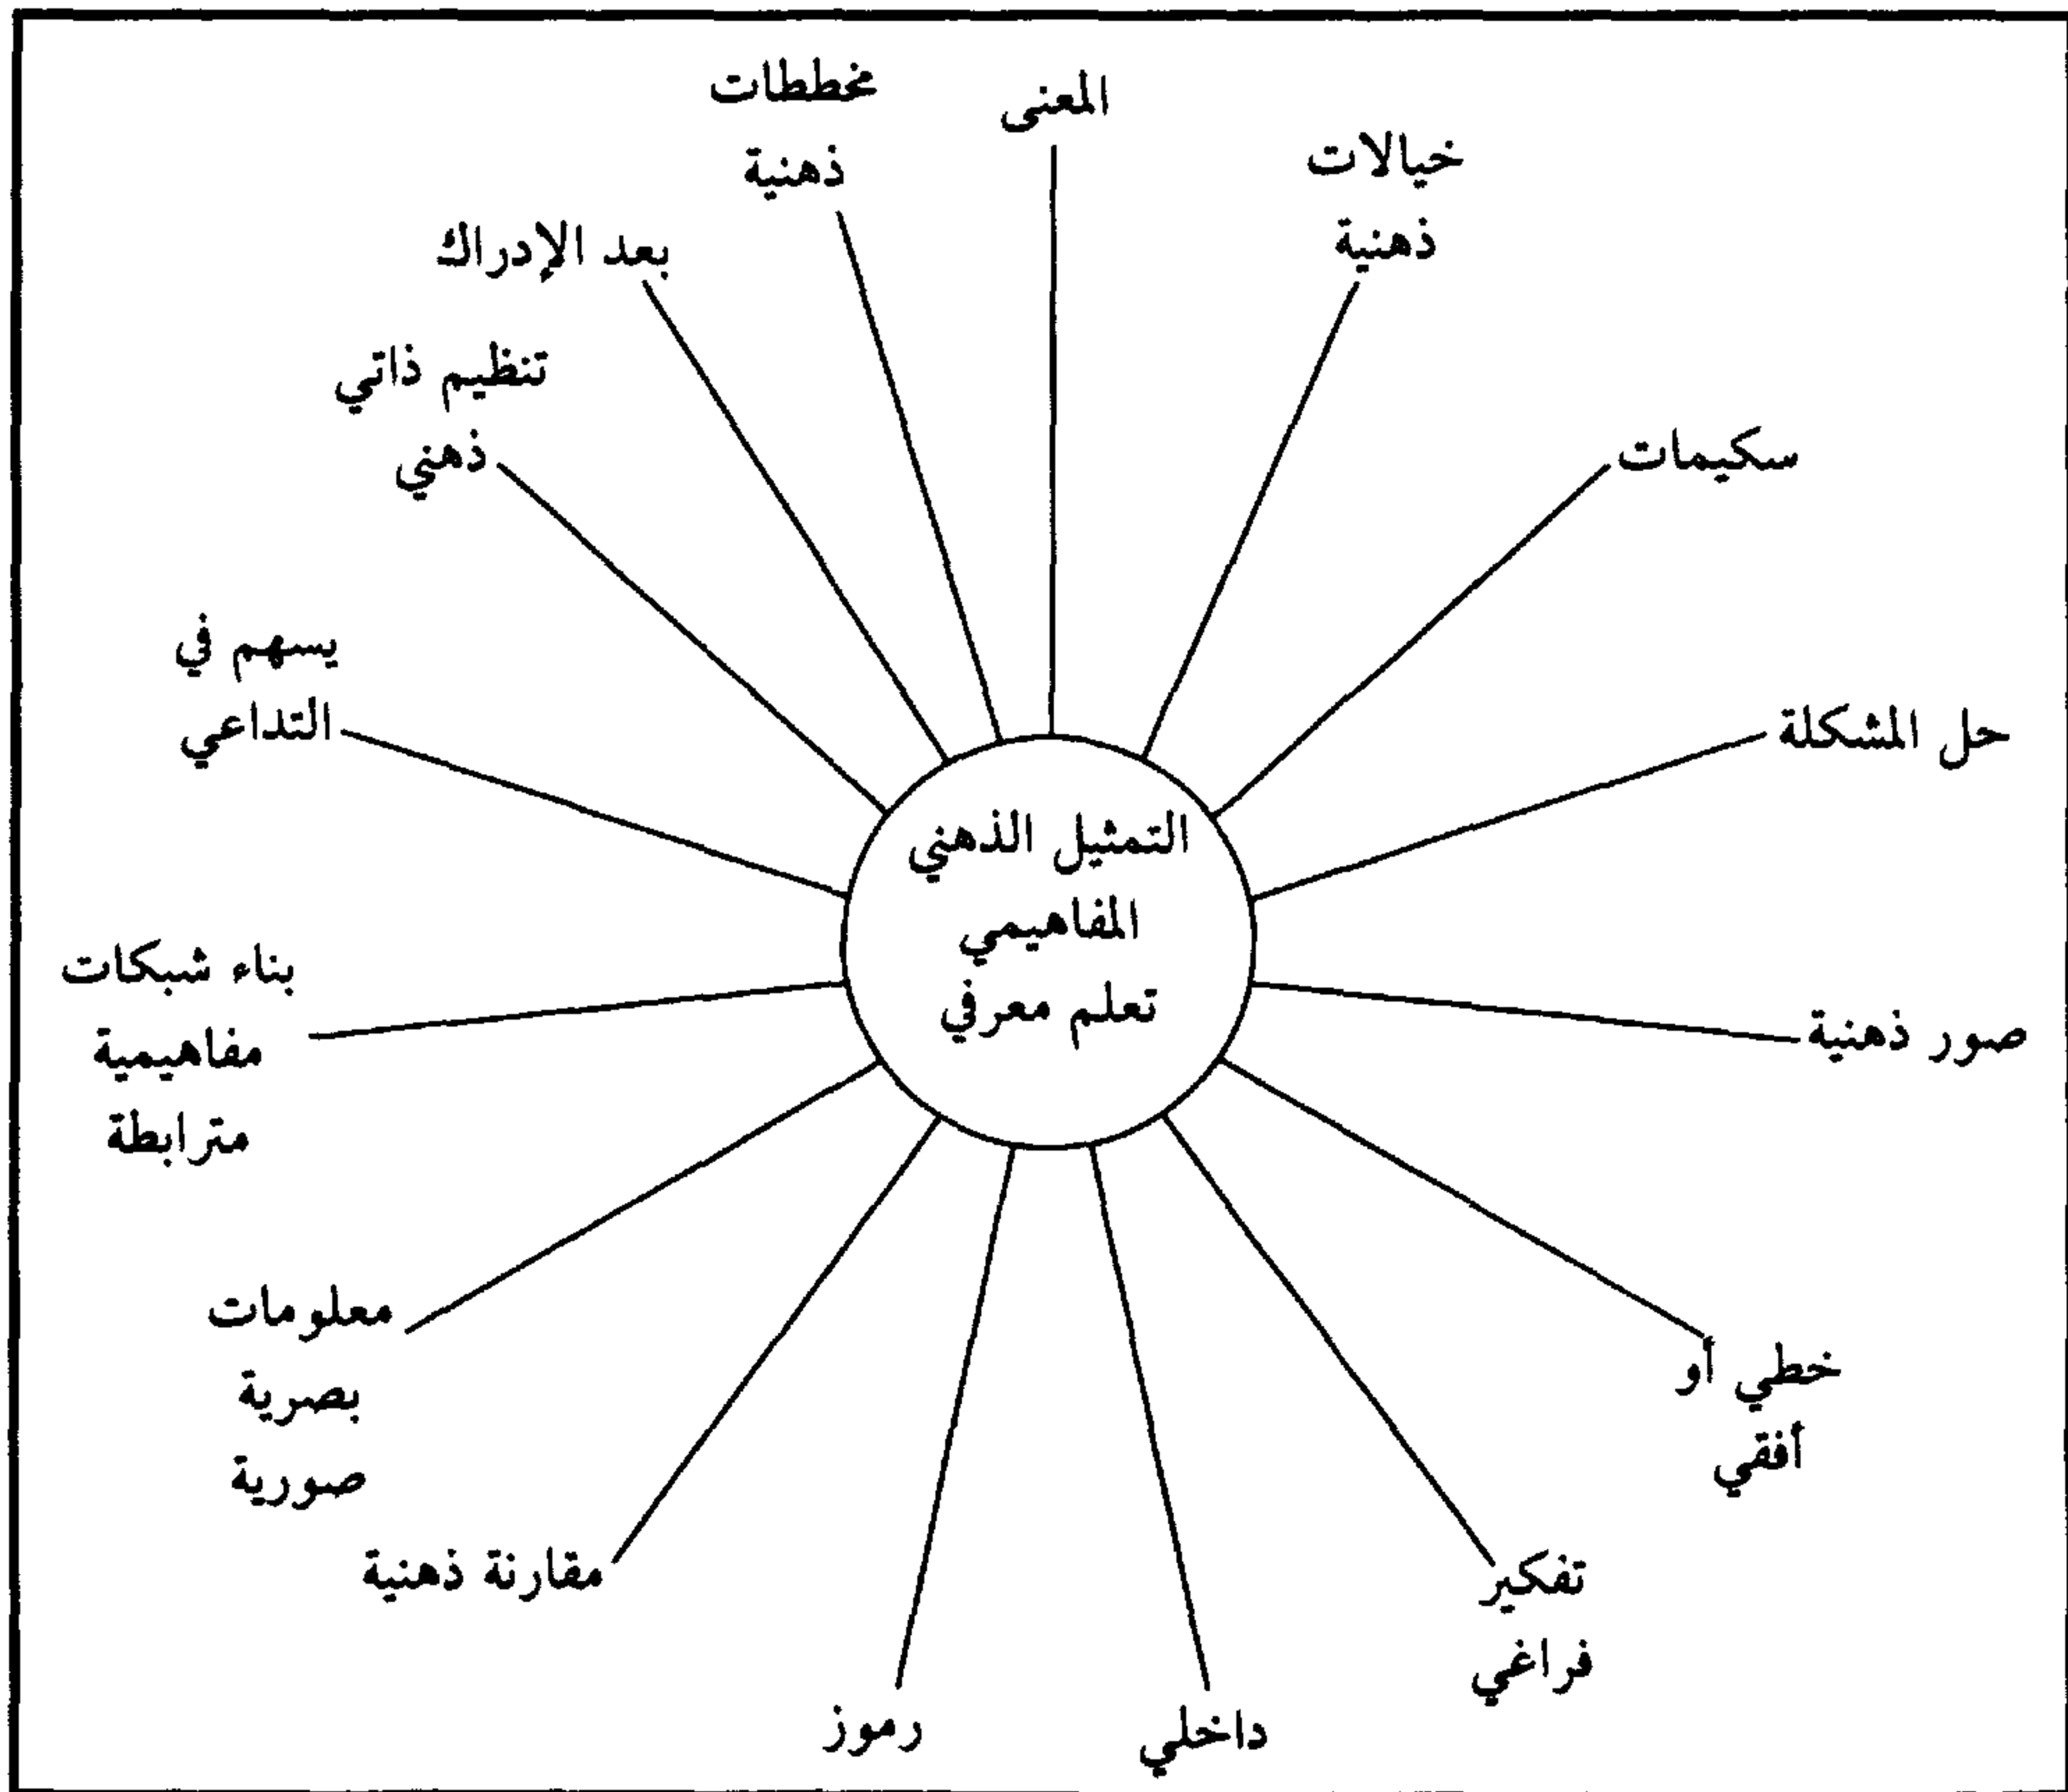 المعنى
خيالات
ذهنية
سكيمات
حل المشكلة
صور ذهنية
خطي أو
أفقي
تفكير
فراغي
داخلي
رموز
مقارنة ذهنية
معلومات
بصرية
صورية
بناء شبكات
مفاهيمية
مترابطة
يسهم في
التداعي
تنظيم ذاتي
ذهني
بعد الإدراك
مخططات
ذهنية
التمثيل الذهني
المفاهيمي
تعلم معرفي